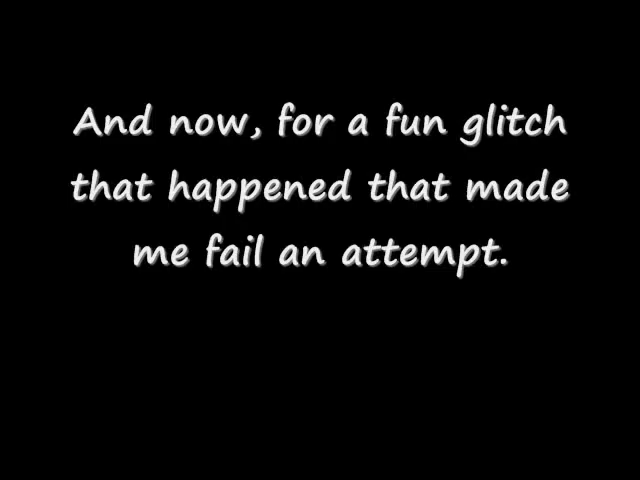 And now, for a fun glitch
that happened that made
me fail an attempt.